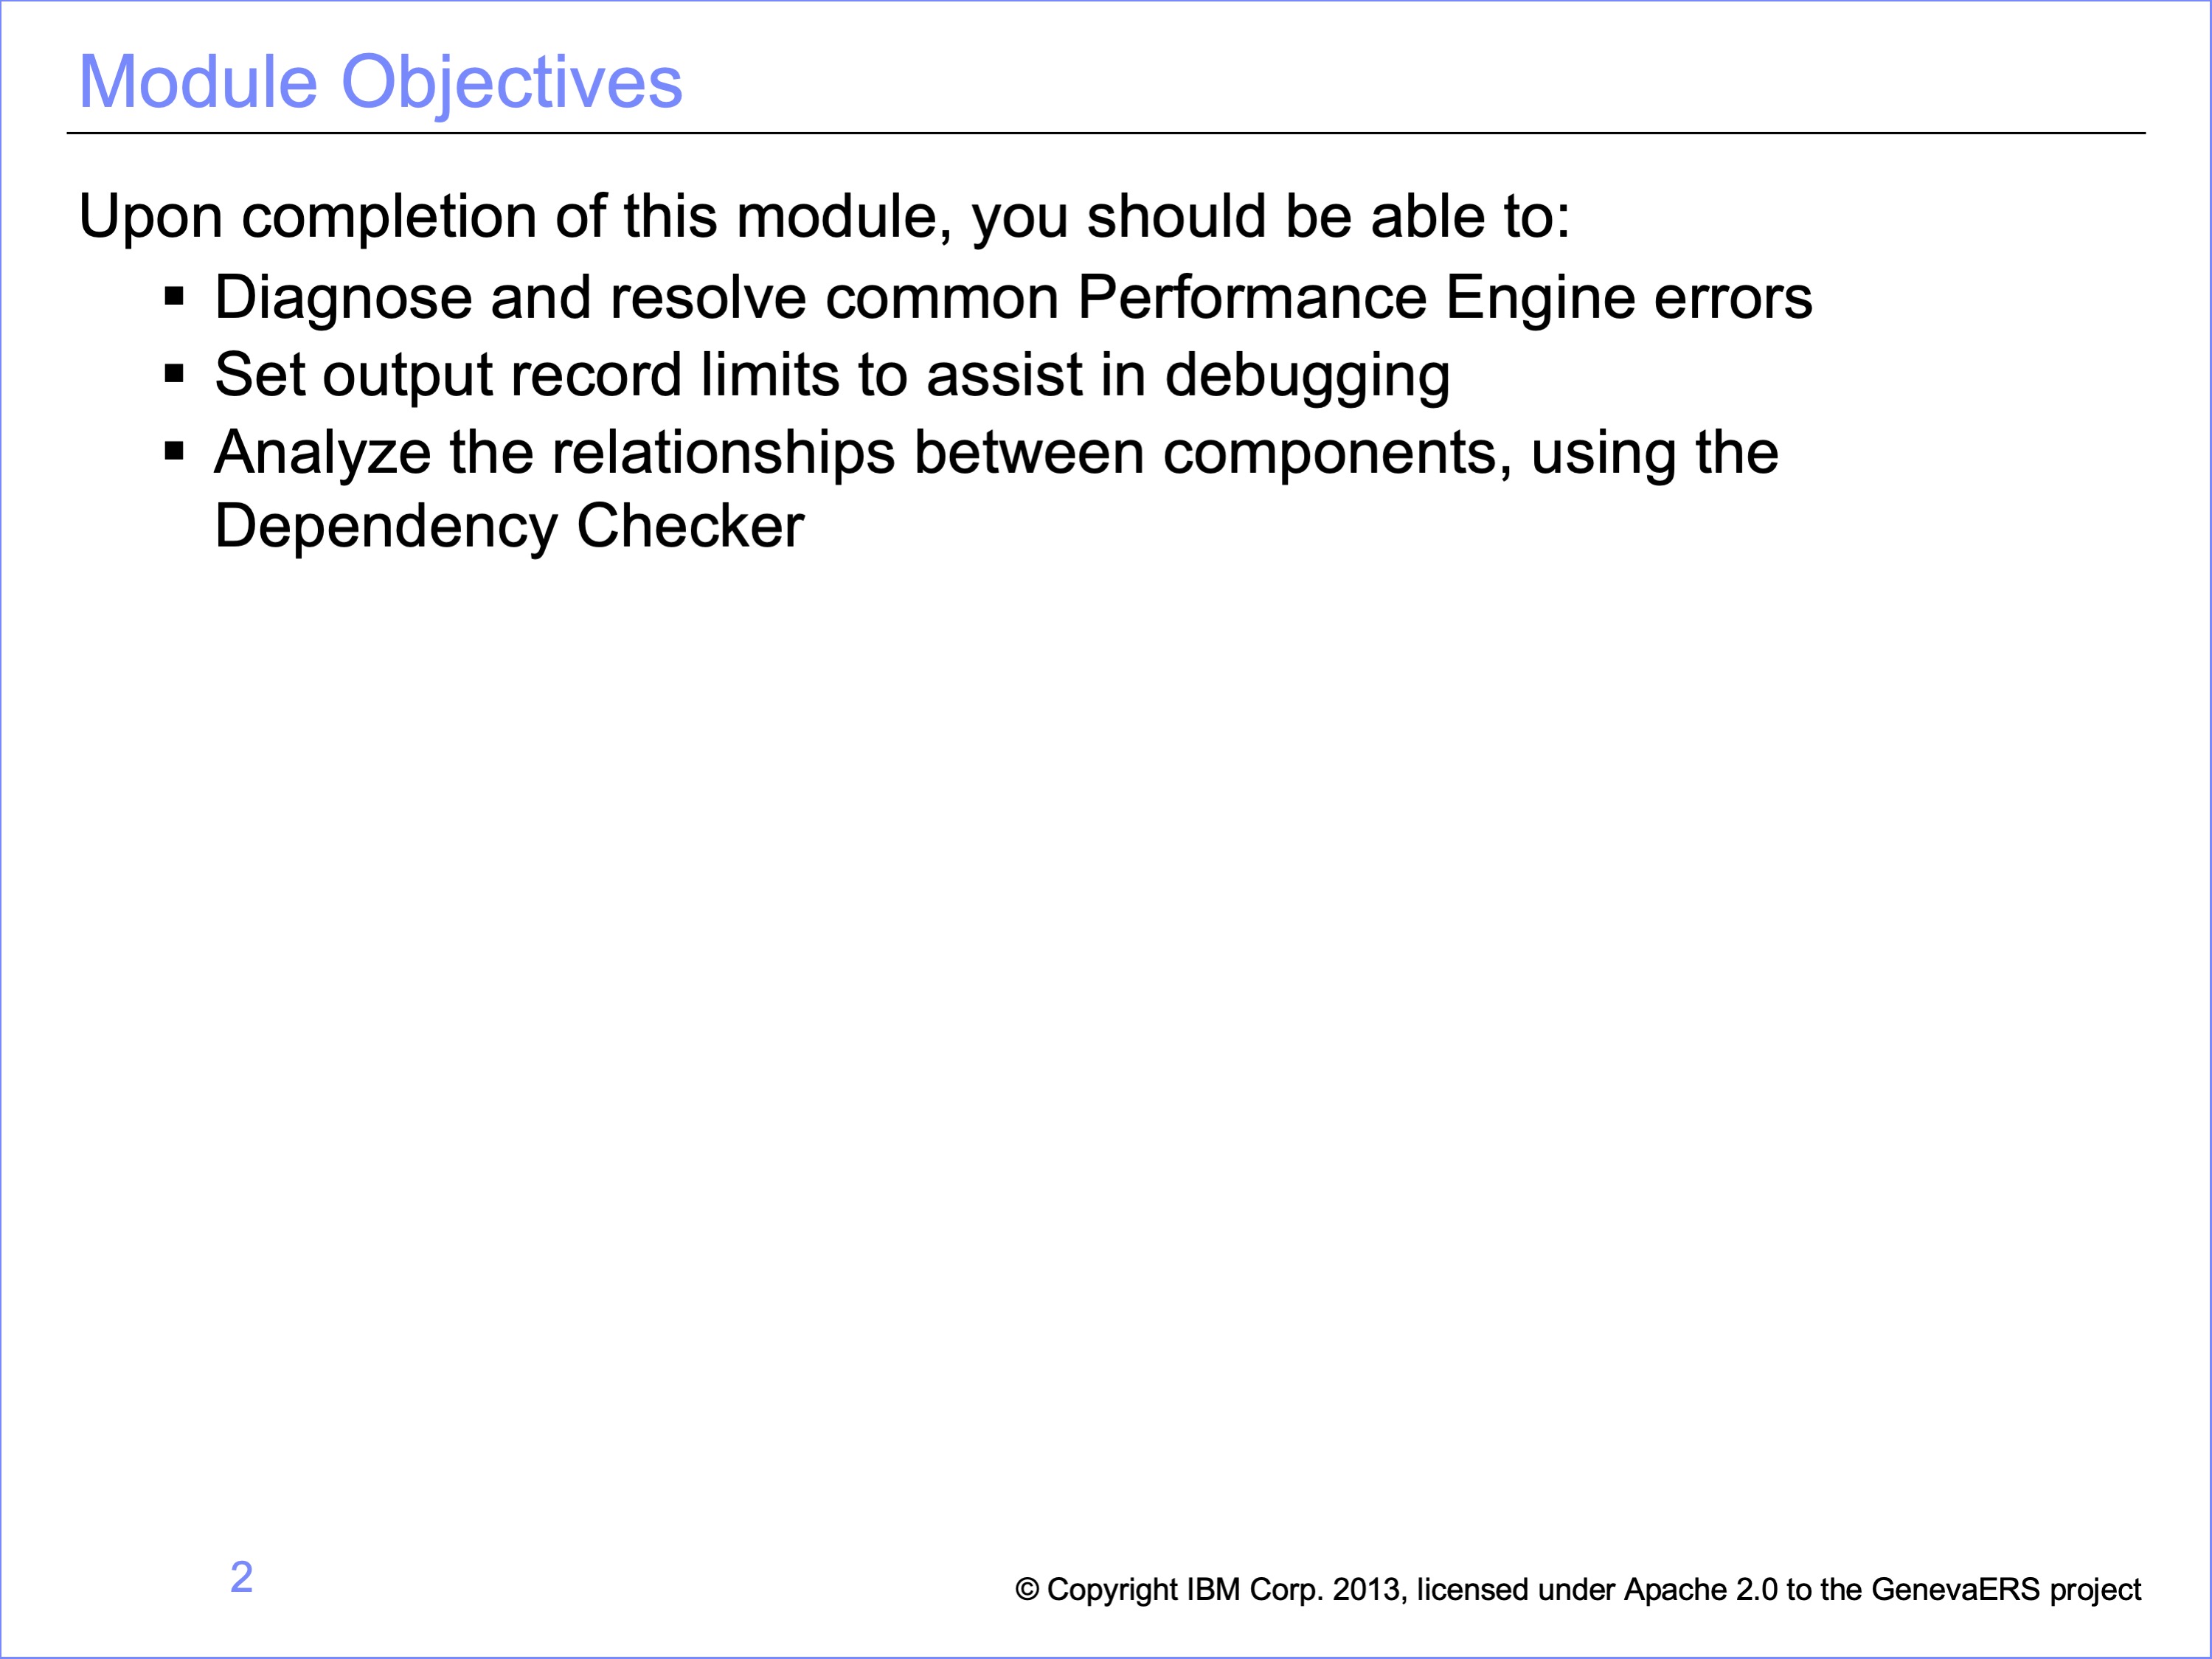 Module Objectives
Upon completion of this module, you should be able to:
▪ Diagnose and resolve common Performance Engine errors
▪ Set output record limits to assist in debugging
▪ Analyze the relationships between components, using the
Dependency Checker
2
© Copyright IBM Corp. 2013, licensed under Apache 2.0 to the GenevaERS project